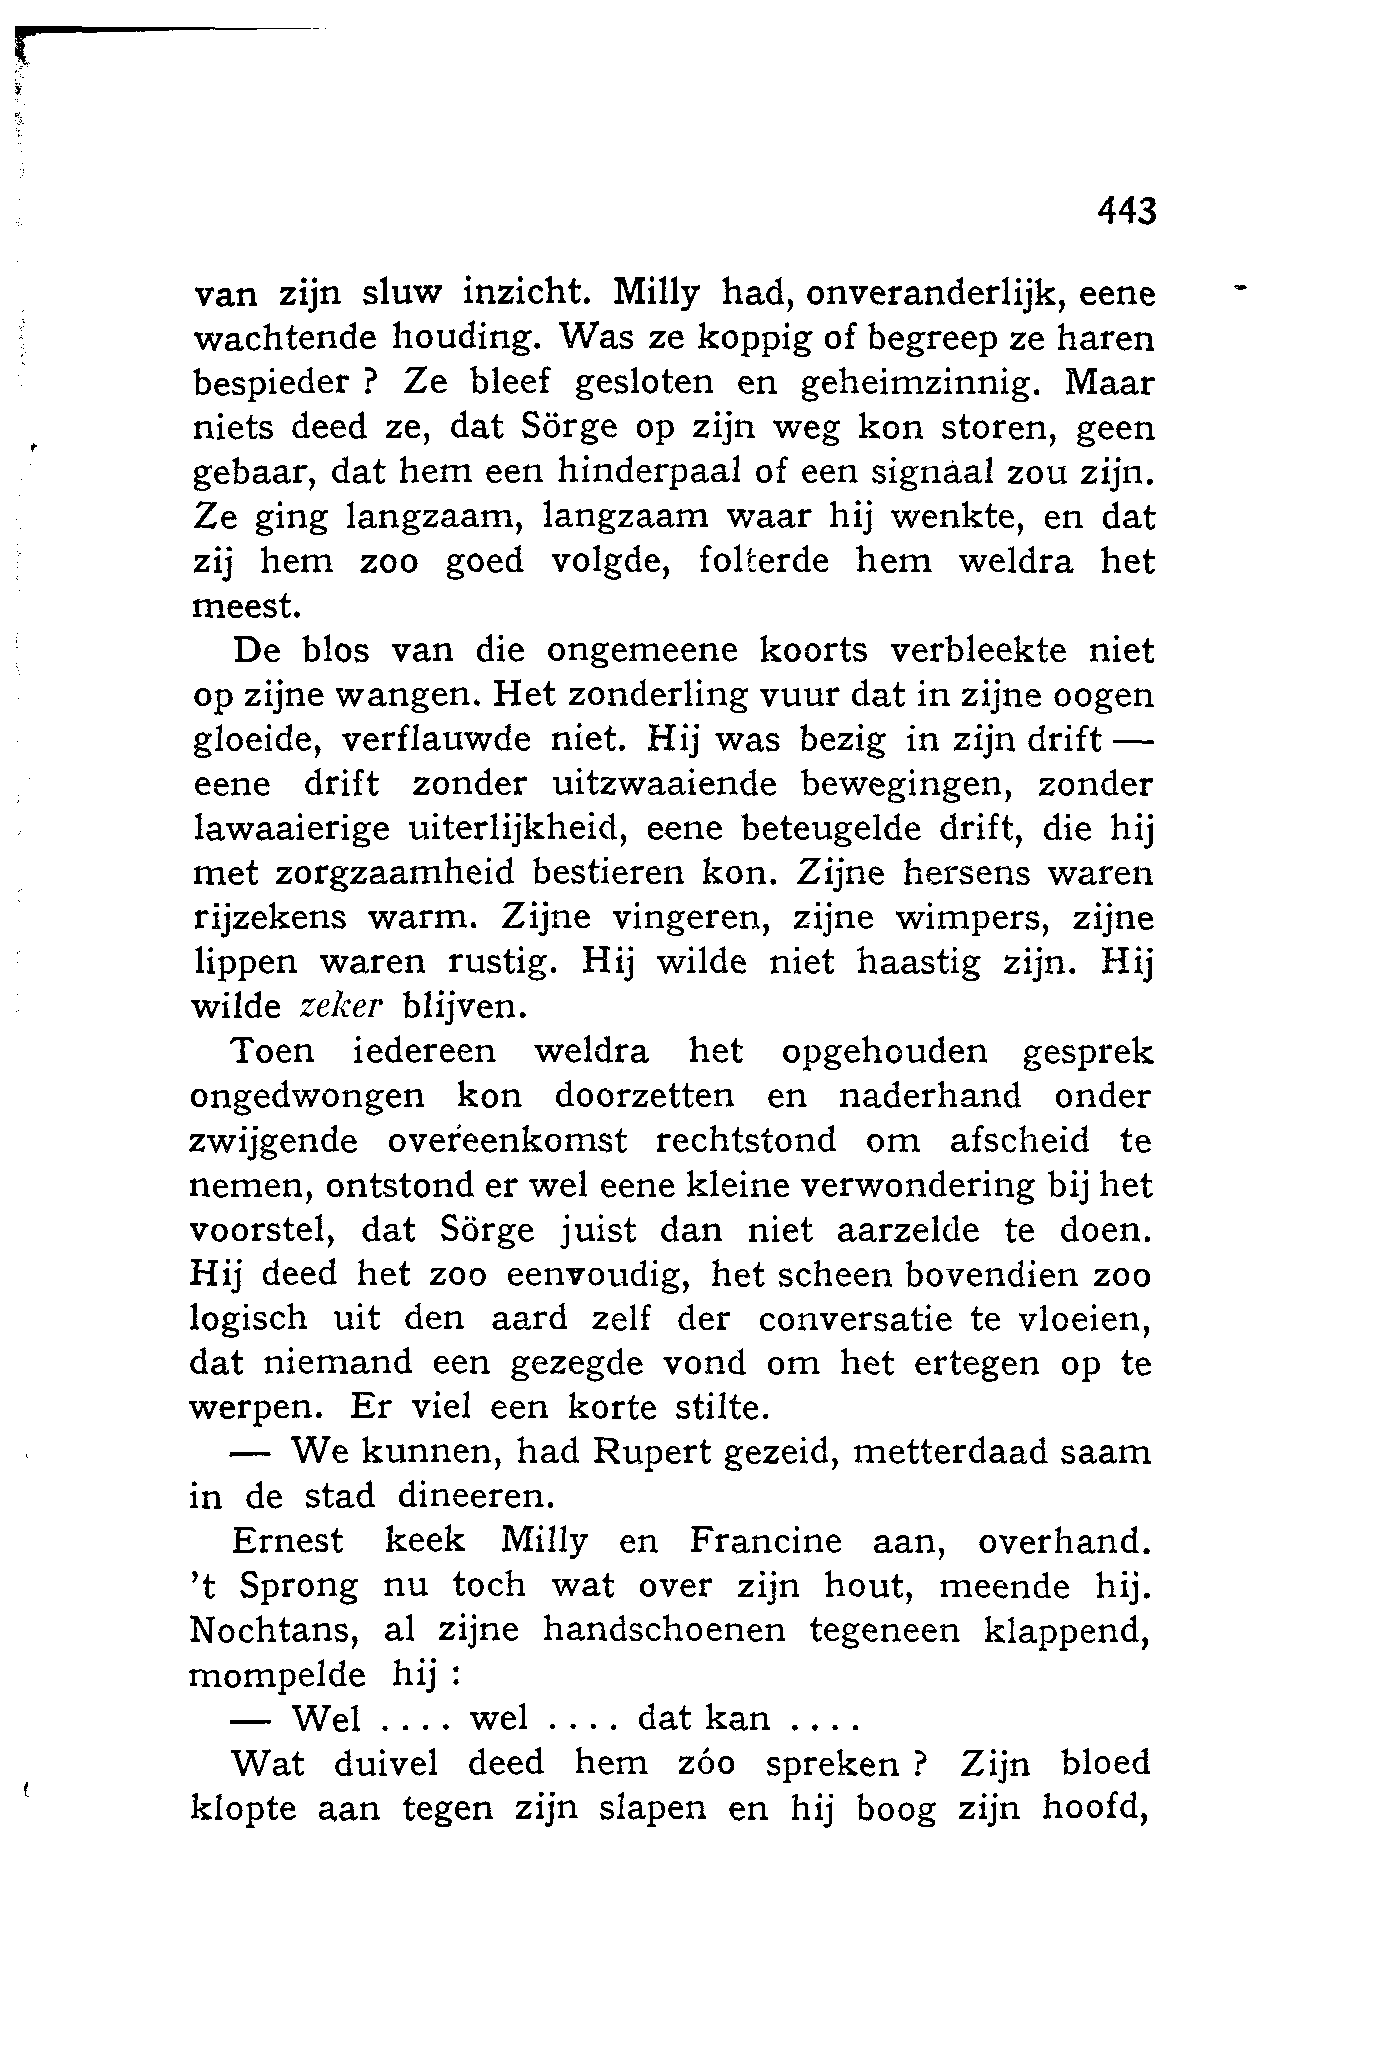 443
van zijn sluw inzicht. Milly had, onveranderlijk, eene
wachtende houding. Was ze koppig of begreep ze haren
bespieder ? Ze bleef gesloten en geheimzinnig. Maar
niets deed ze, dat Sörge op zijn weg kon storen, geen
gebaar, dat hem een hinderpaal of een signaal zou zijn.
Ze ging langzaam, langzaam waar hij wenkte, en dat
zij hem zoo goed volgde, folterde hem weldra het
meest.
De blos van die ongemeene koorts verbleekte niet
op zijne wangen. Het zonderling vuur dat in zijne oogen
gloeide, verflauwde niet. Hij was bezig in zijn drift —
eene drift zonder uitzwaaiende bewegingen, zonder
lawaaierige uiterlijkheid, eene beteugelde drift, die hij
met zorgzaamheid bestieren kon. Zijne hersens waren
rijzekens warm. Zijne vingeren, zijne wimpers, zijne
lippen waren rustig. Hij wilde niet haastig zijn. Hij
wilde zeker blijven.
Toen iedereen weldra het opgehouden gesprek
ongedwongen kon doorzetten en naderhand onder
zwijgende overeenkomst rechtstond om afscheid te
nemen, ontstond er wel eene kleine verwondering bij het
voorstel, dat Sörge juist dan niet aarzelde te doen.
Hij deed het zoo eenvoudig, het scheen bovendien zoo
logisch uit den aard zelf der conversatie te vloeien,
dat niemand een gezegde vond om het ertegen op te
werpen. Er viel een korte stilte.
— We kunnen, had Rupert gezeid, metterdaad saam
in de stad dineeren.
Ernest keek Milly en Francine aan, overhand.
’t Sprong nu toch wat over zijn hout, meende hij.
Nochtans, al zijne handschoenen tegeneen klappend,
mompelde hij :
— Wel .... wel .... dat kan ....
Wat duivel deed hem zóo spreken ? Zijn bloed
klopte aan tegen zijn slapen en hij boog zijn hoofd,